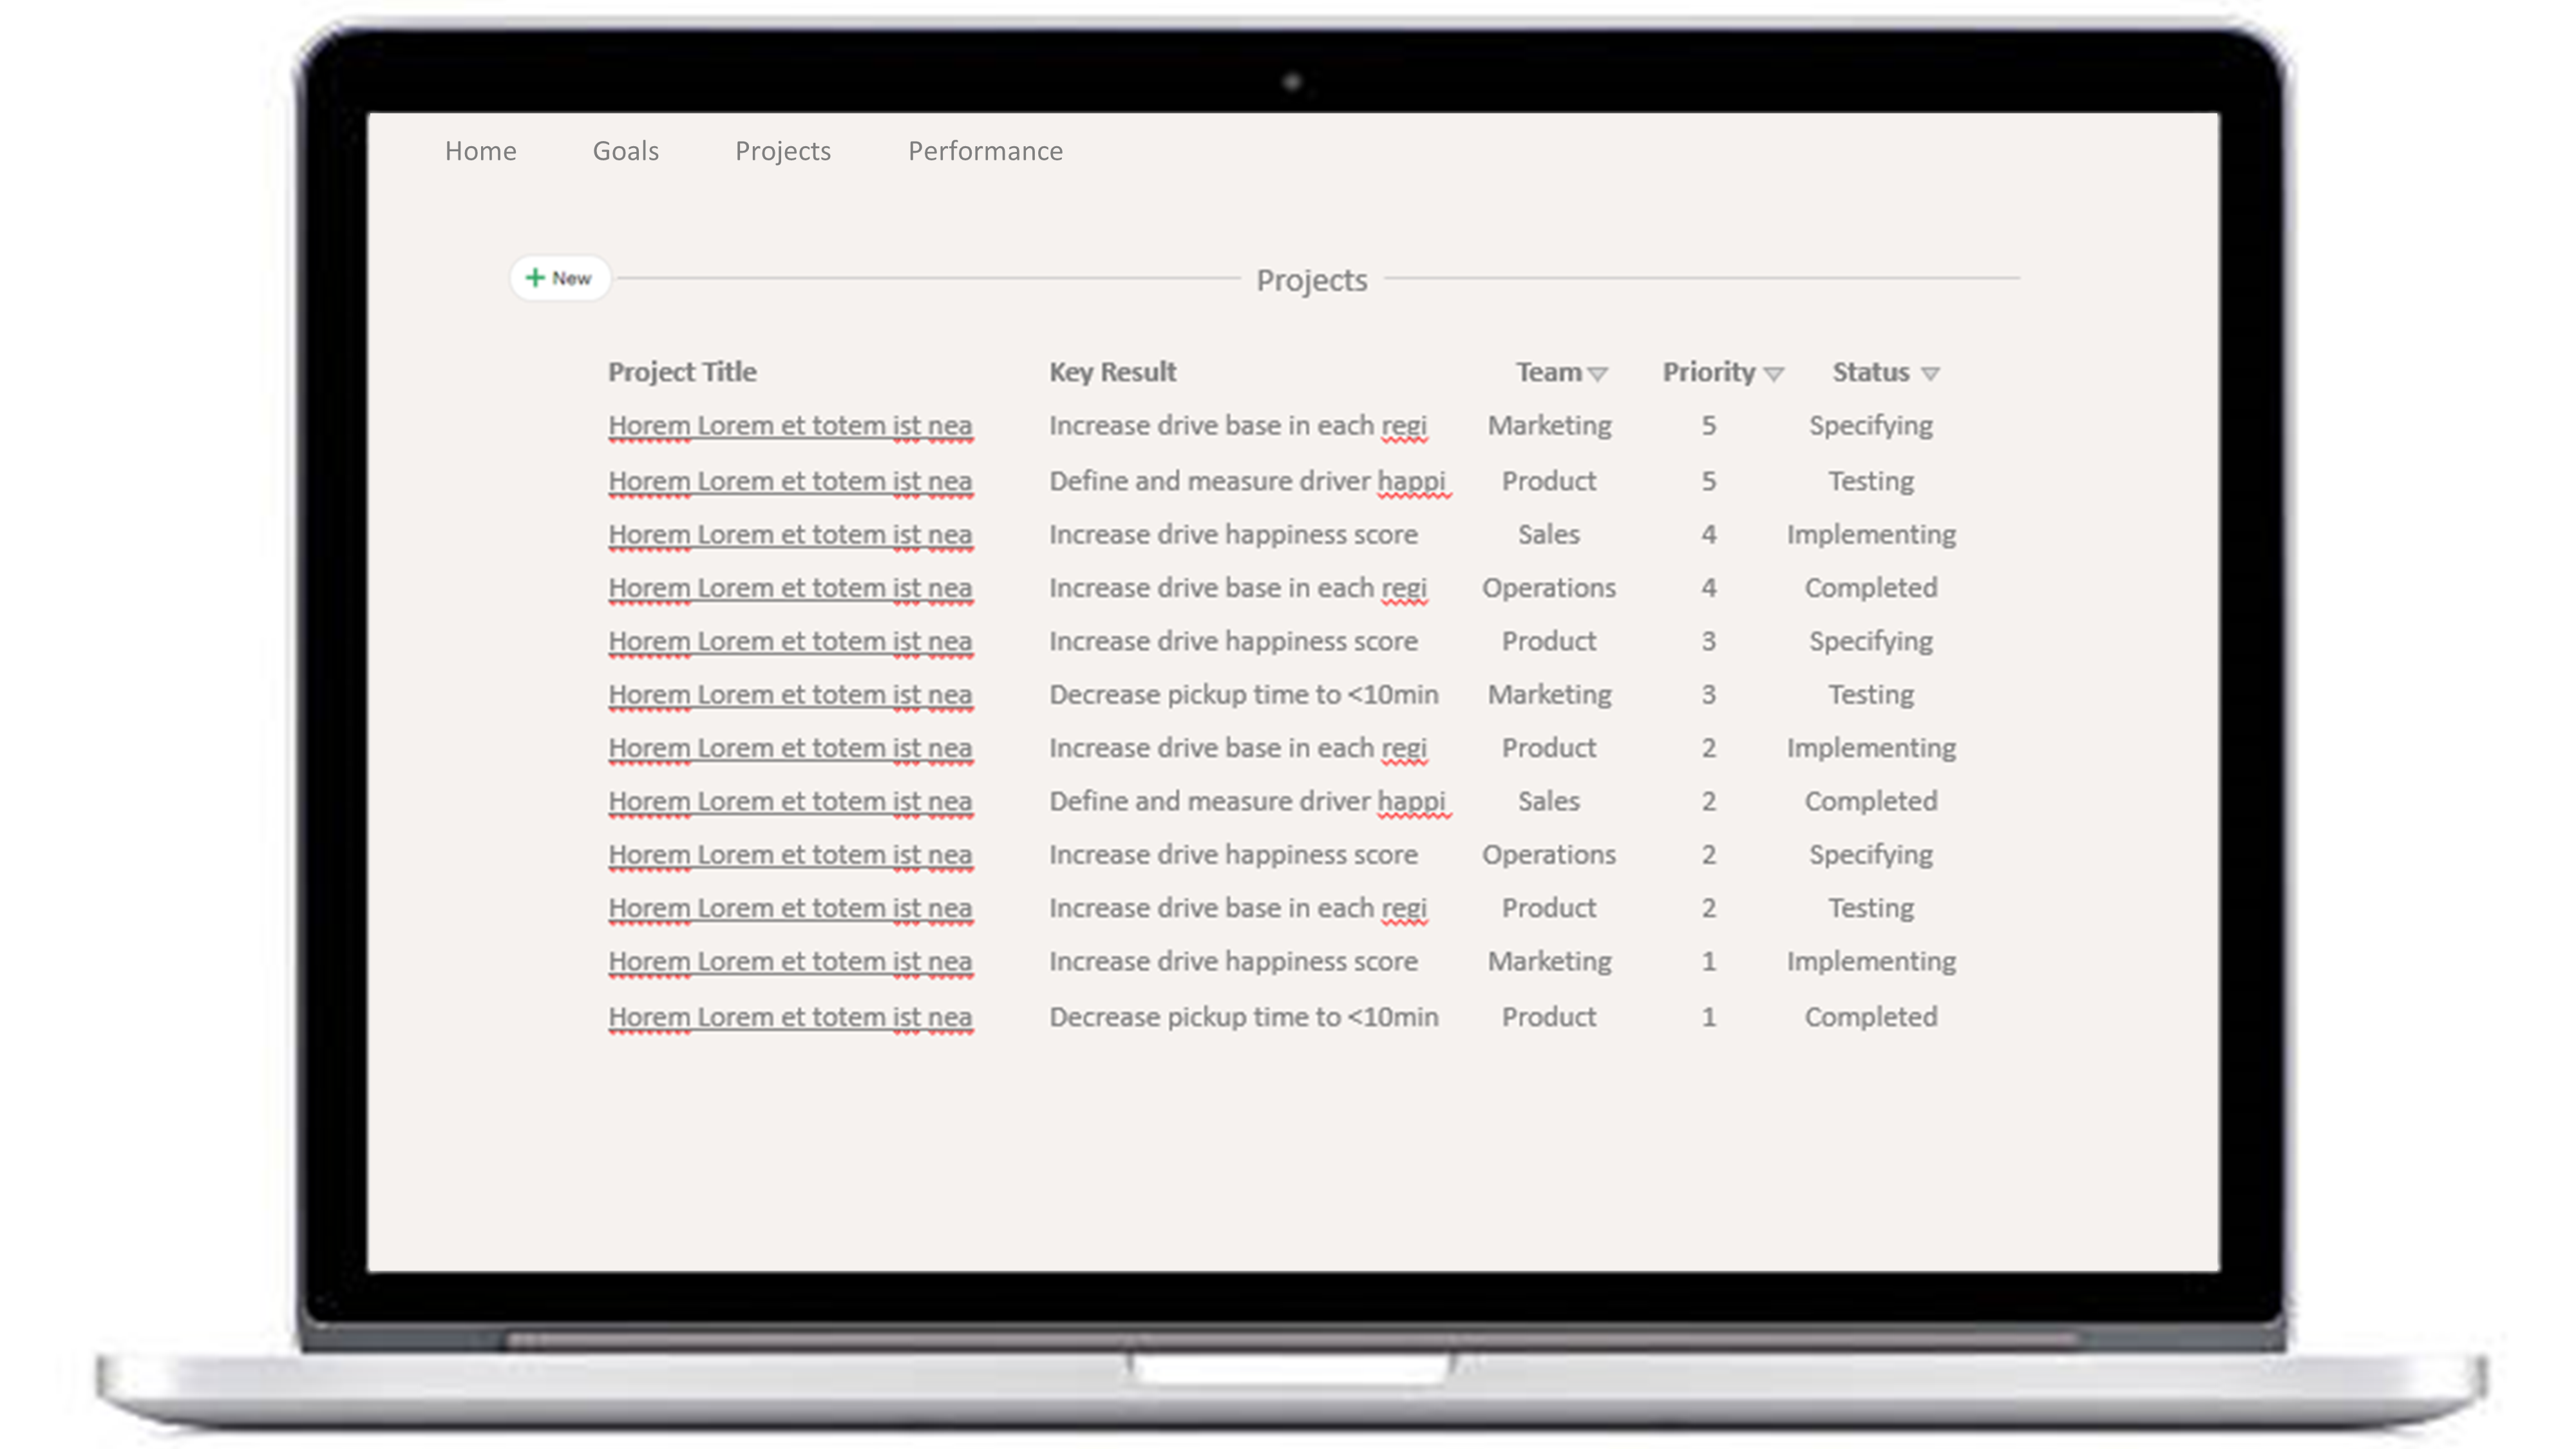 Home Goals Projects Performance
New Projects
Project Title Key Result Team Priority Status
Horem Lorem et totem ist nea Increase drive base in each regi Marketing 5 Specifying
Horem Lorem et totem ist nea Define and measure driver happi Product 5 Testing
Horem Lorem et totem ist nea Increase drive happiness score Sales 4 Implementing
Horem Lorem et totem ist nea Increase drive base in each regi Operations 4 Completed
Horem Lorem et totem ist nea Increase drive happiness score Product 3 Specifying
Horem Lorem et totem ist nea Decrease pickup time to <10min Marketing 3 Testing
Horem Lorem et totem ist nea Increase drive base in each regi Product 2 Implementing
Horem Lorem et totem ist nea Define and measure driver happi Sales 2 Completed
Horem Lorem et totem ist nea Increase drive happiness score Operations 2 Specifying
Horem Lorem et totem ist nea Increase drive base in each regi Product 2 Testing
Horem Lorem et totem ist nea Increase drive happiness score Marketing 1 Implementing
Horem Lorem et totem ist nea Decrease pickup time to <10min Product 1 Completed